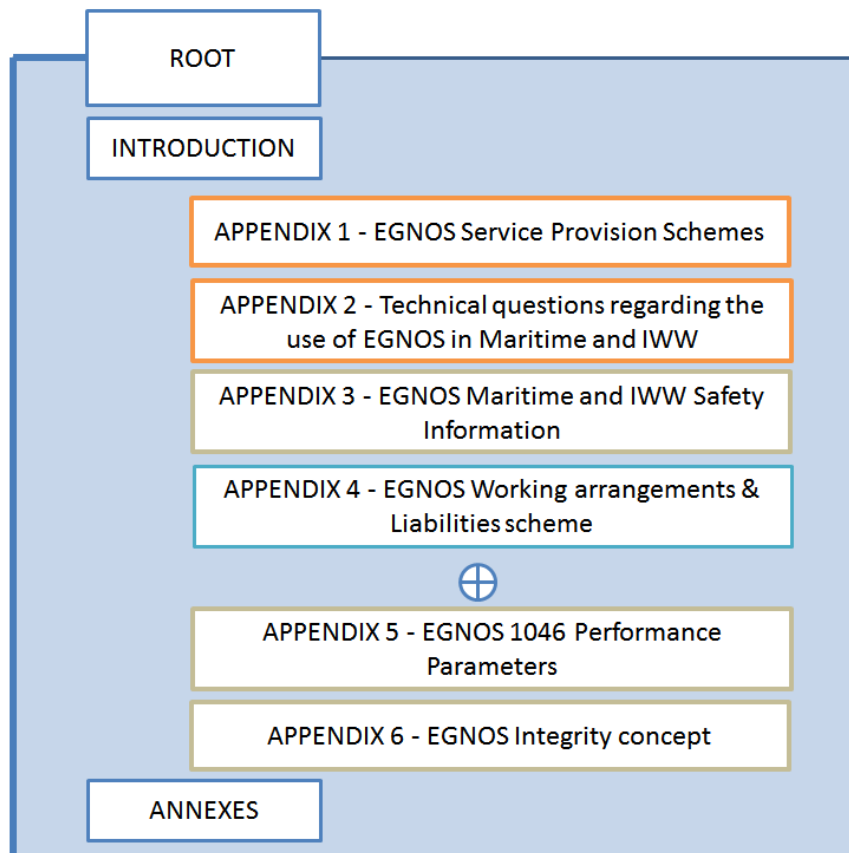 ROOT
INTRODUCTION
APPENDIX 1 - EGNOS Service Provision Schemes
APPENDIX 2 - Technical questions regarding the
use of EGNOS in Maritime and IWW
APPENDIX 3 - EGNOS Maritime and IWW Safety
Information
APPENDIX 4 - EGNOS Working arrangements &
Liabilities scheme
APPENDIX 5 - EGNOS 1046 Performance
Parameters
APPENDIX 6 - EGNOS Integrity concept
ANNEXES